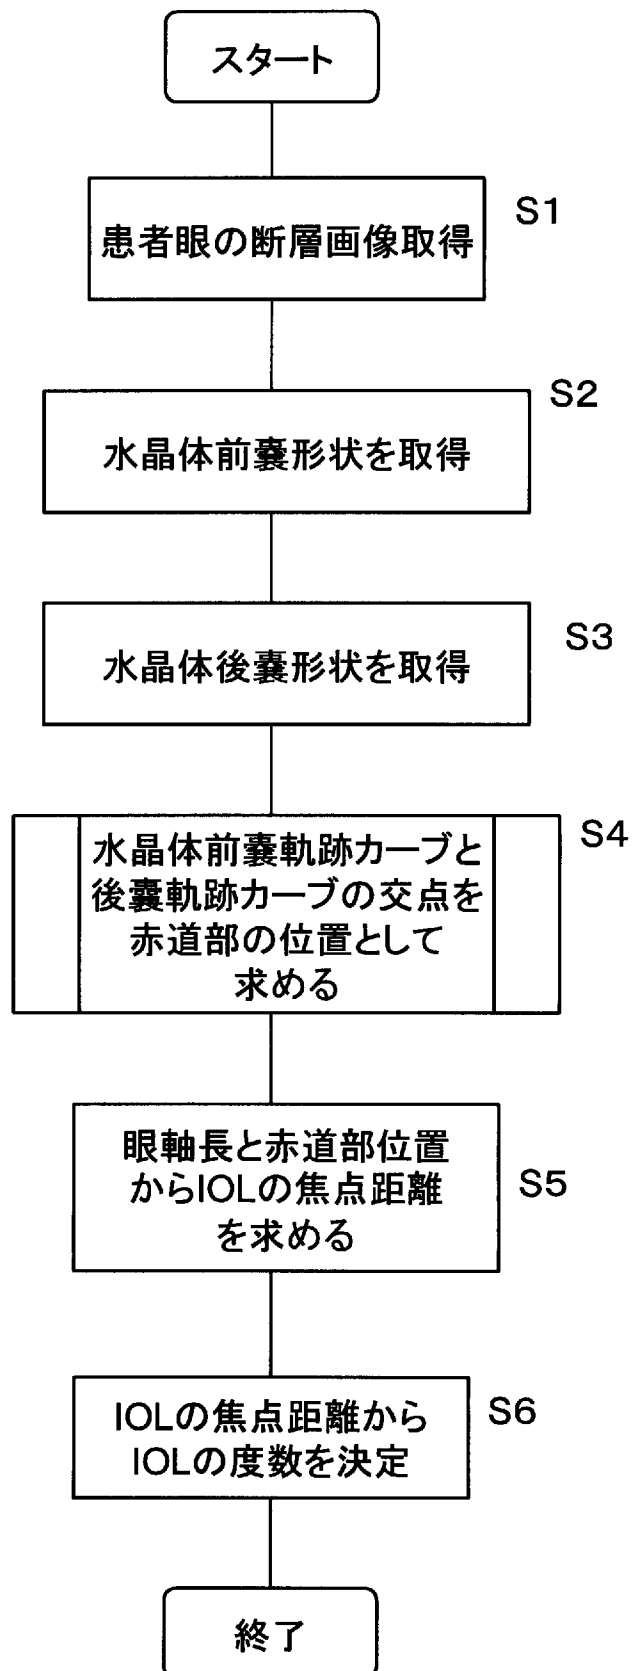 スタート
S1
患者眼の断層画像取得
S2
水晶体前嚢形状を取得
S3
水晶体後嚢形状を取得
S4
水晶体前嚢軌跡カーブと
後嚢軌跡カーブの交点を
赤道部の位置として
求める
眼軸長と赤道部位置
からIOLの焦点距離
を求める
S5
IOLの焦点距離から
IOLの度数を決定
S6
終了